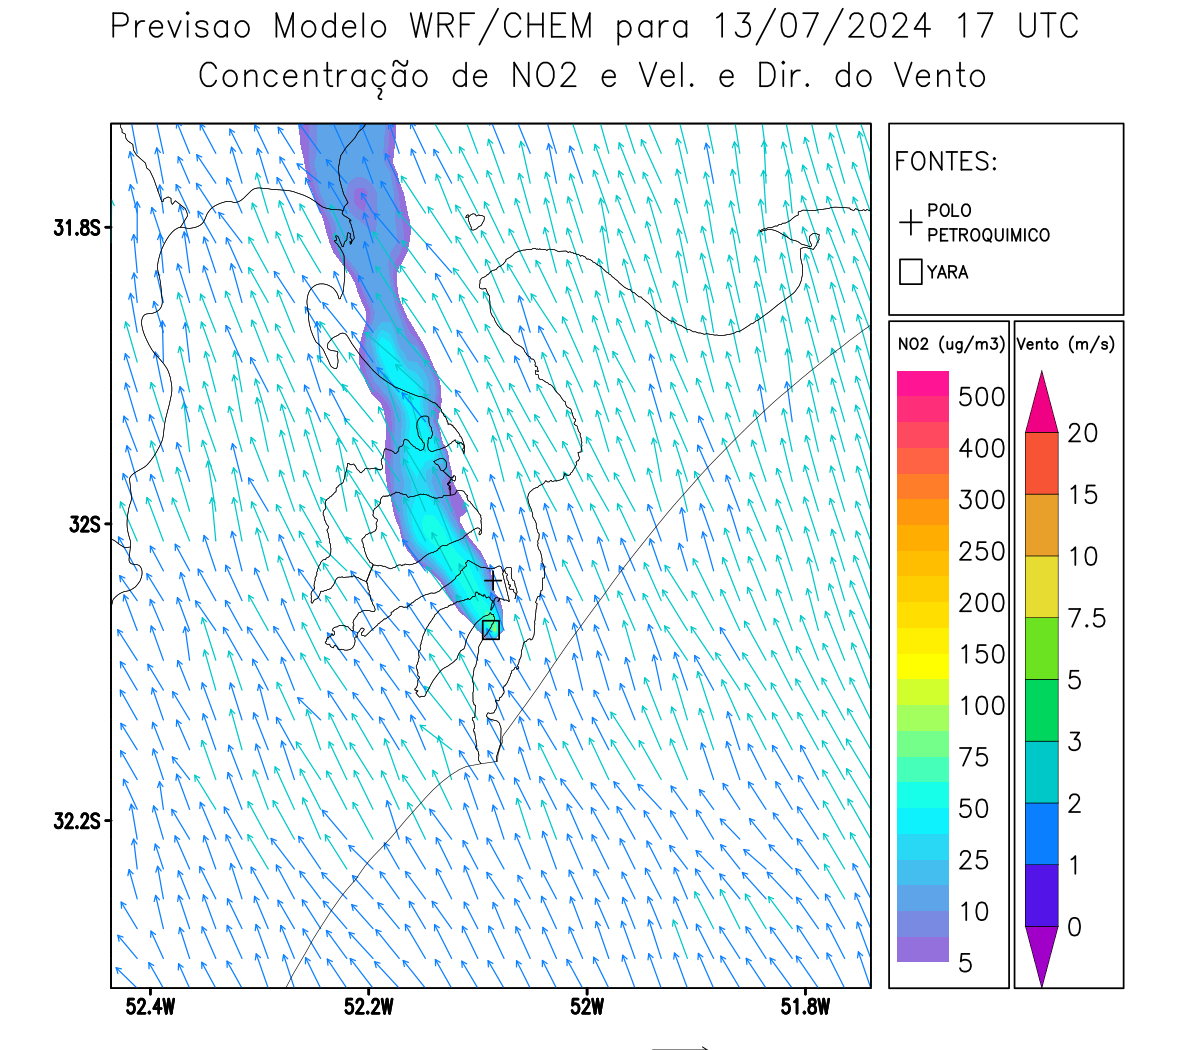 Previsao Modelo WRF/CHEM para 13/07/2024 17 UTC
Concentração de NO2 e Vel. e Dir. do Vento
FONTES:
POLO
PETROQUIMICO
YARA
NO2 (ug/m3)
500
400
300
250
200
150
100
75
50
25
10
5
Vento (m/s)
20
15
10
7.5
5
3
2
1
0
31.8S
32S
32.2S
52.4W
52.2W
52W
51.8W